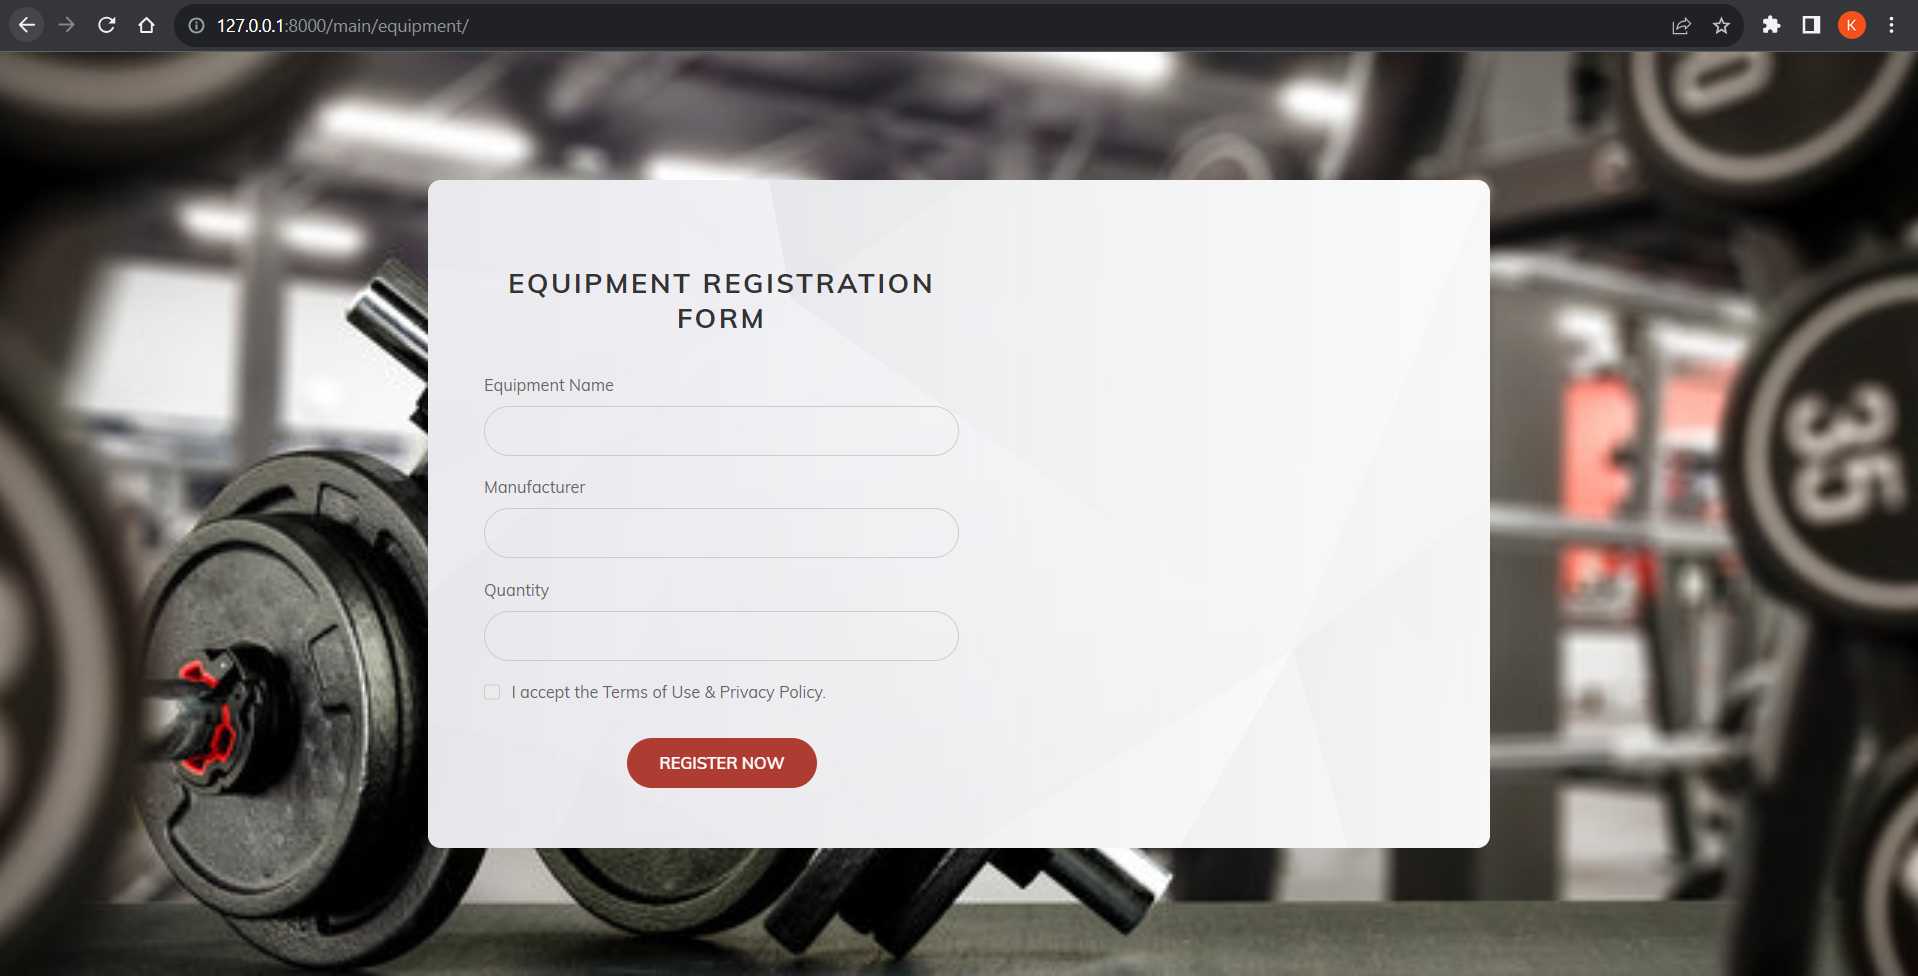 127.0.0.1:8000/main/equipment/
K
0
EQUIPMENT REGISTRATION
FORM
Equipment Name
35
Manufacturer
Quantity
I accept the Terms of Use & Privacy Policy.
REGISTER NOW